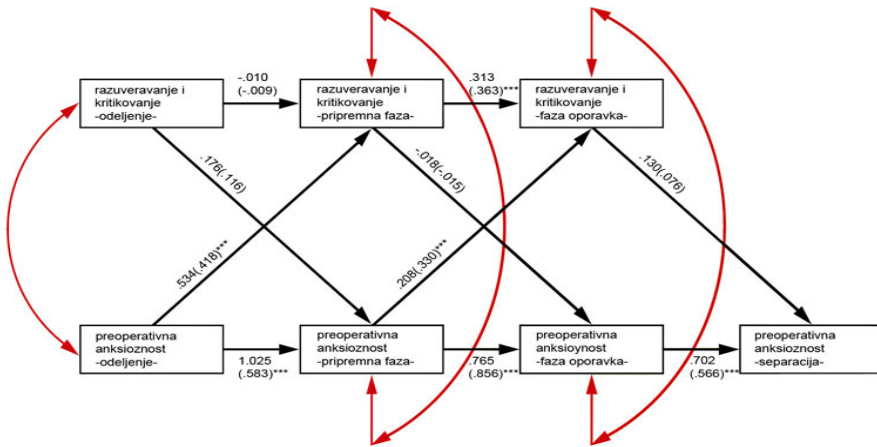 -.010
(-.009)
.313
(.363)***
razuveravanje i
kritikovanje
-odeljenje-
razuveravanje i
kritikovanje
-pripremna faza-
razuveravanje i
kritikovanje
-faza oporavka-
.176(.116)
-.018(-.015)
.130(.076)
.534(.418)***
.208(.330)***
preoperativna
anksioznost
-odeljenje-
preoperativna
anksioznost
-pripremna faza-
preoperativna
anksioynost
-faza oporavka-
preoperativna
anksioznost
-separacija-
1.025
(.583)***
.765
(.856)***
.702
(.566)***